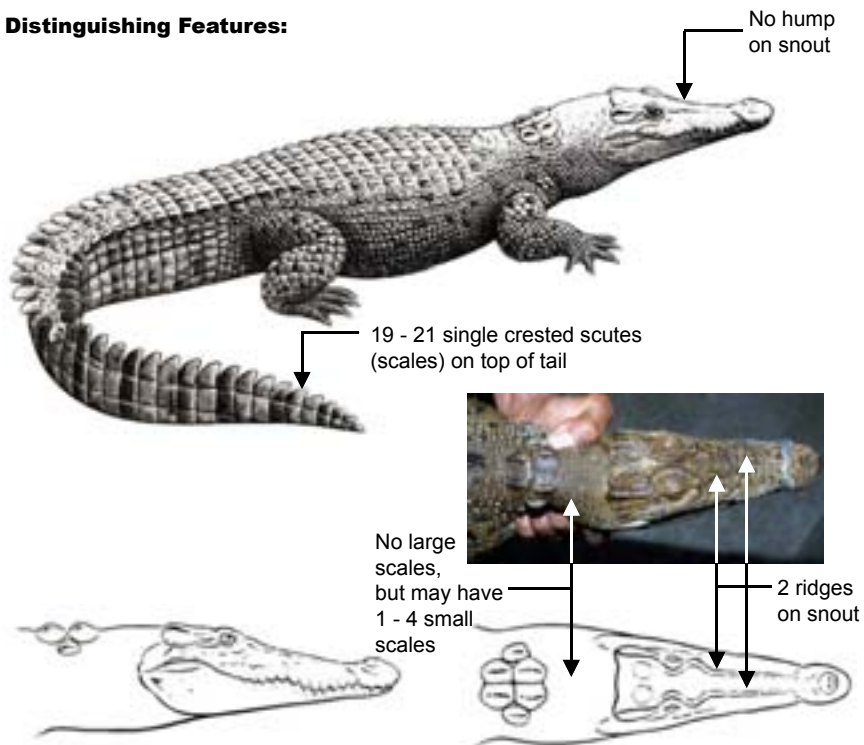 Distinguishing Features:
No hump
on snout
19 - 21 single crested scutes
(scales) on top of tail
No large
scales,
but may have
1 - 4 small
scales
2 ridges
on snout